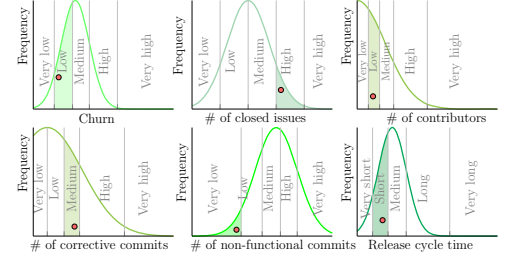 Frequency
Very low
Low
Medium
High
Very high
Churn
Frequency
Very low
Low
Medium
High
Very high
# of closed issues
Frequency
Very low
Low
Medium
High
Very high
# of contributors
Frequency
Very low
Low
Medium
High
Very high
# of corrective commits
Frequency
Very low
Low
Medium
High
Very high
# of non-functional commits
Frequency
Very short
Short
Medium
Long
Very long
Release cycle time